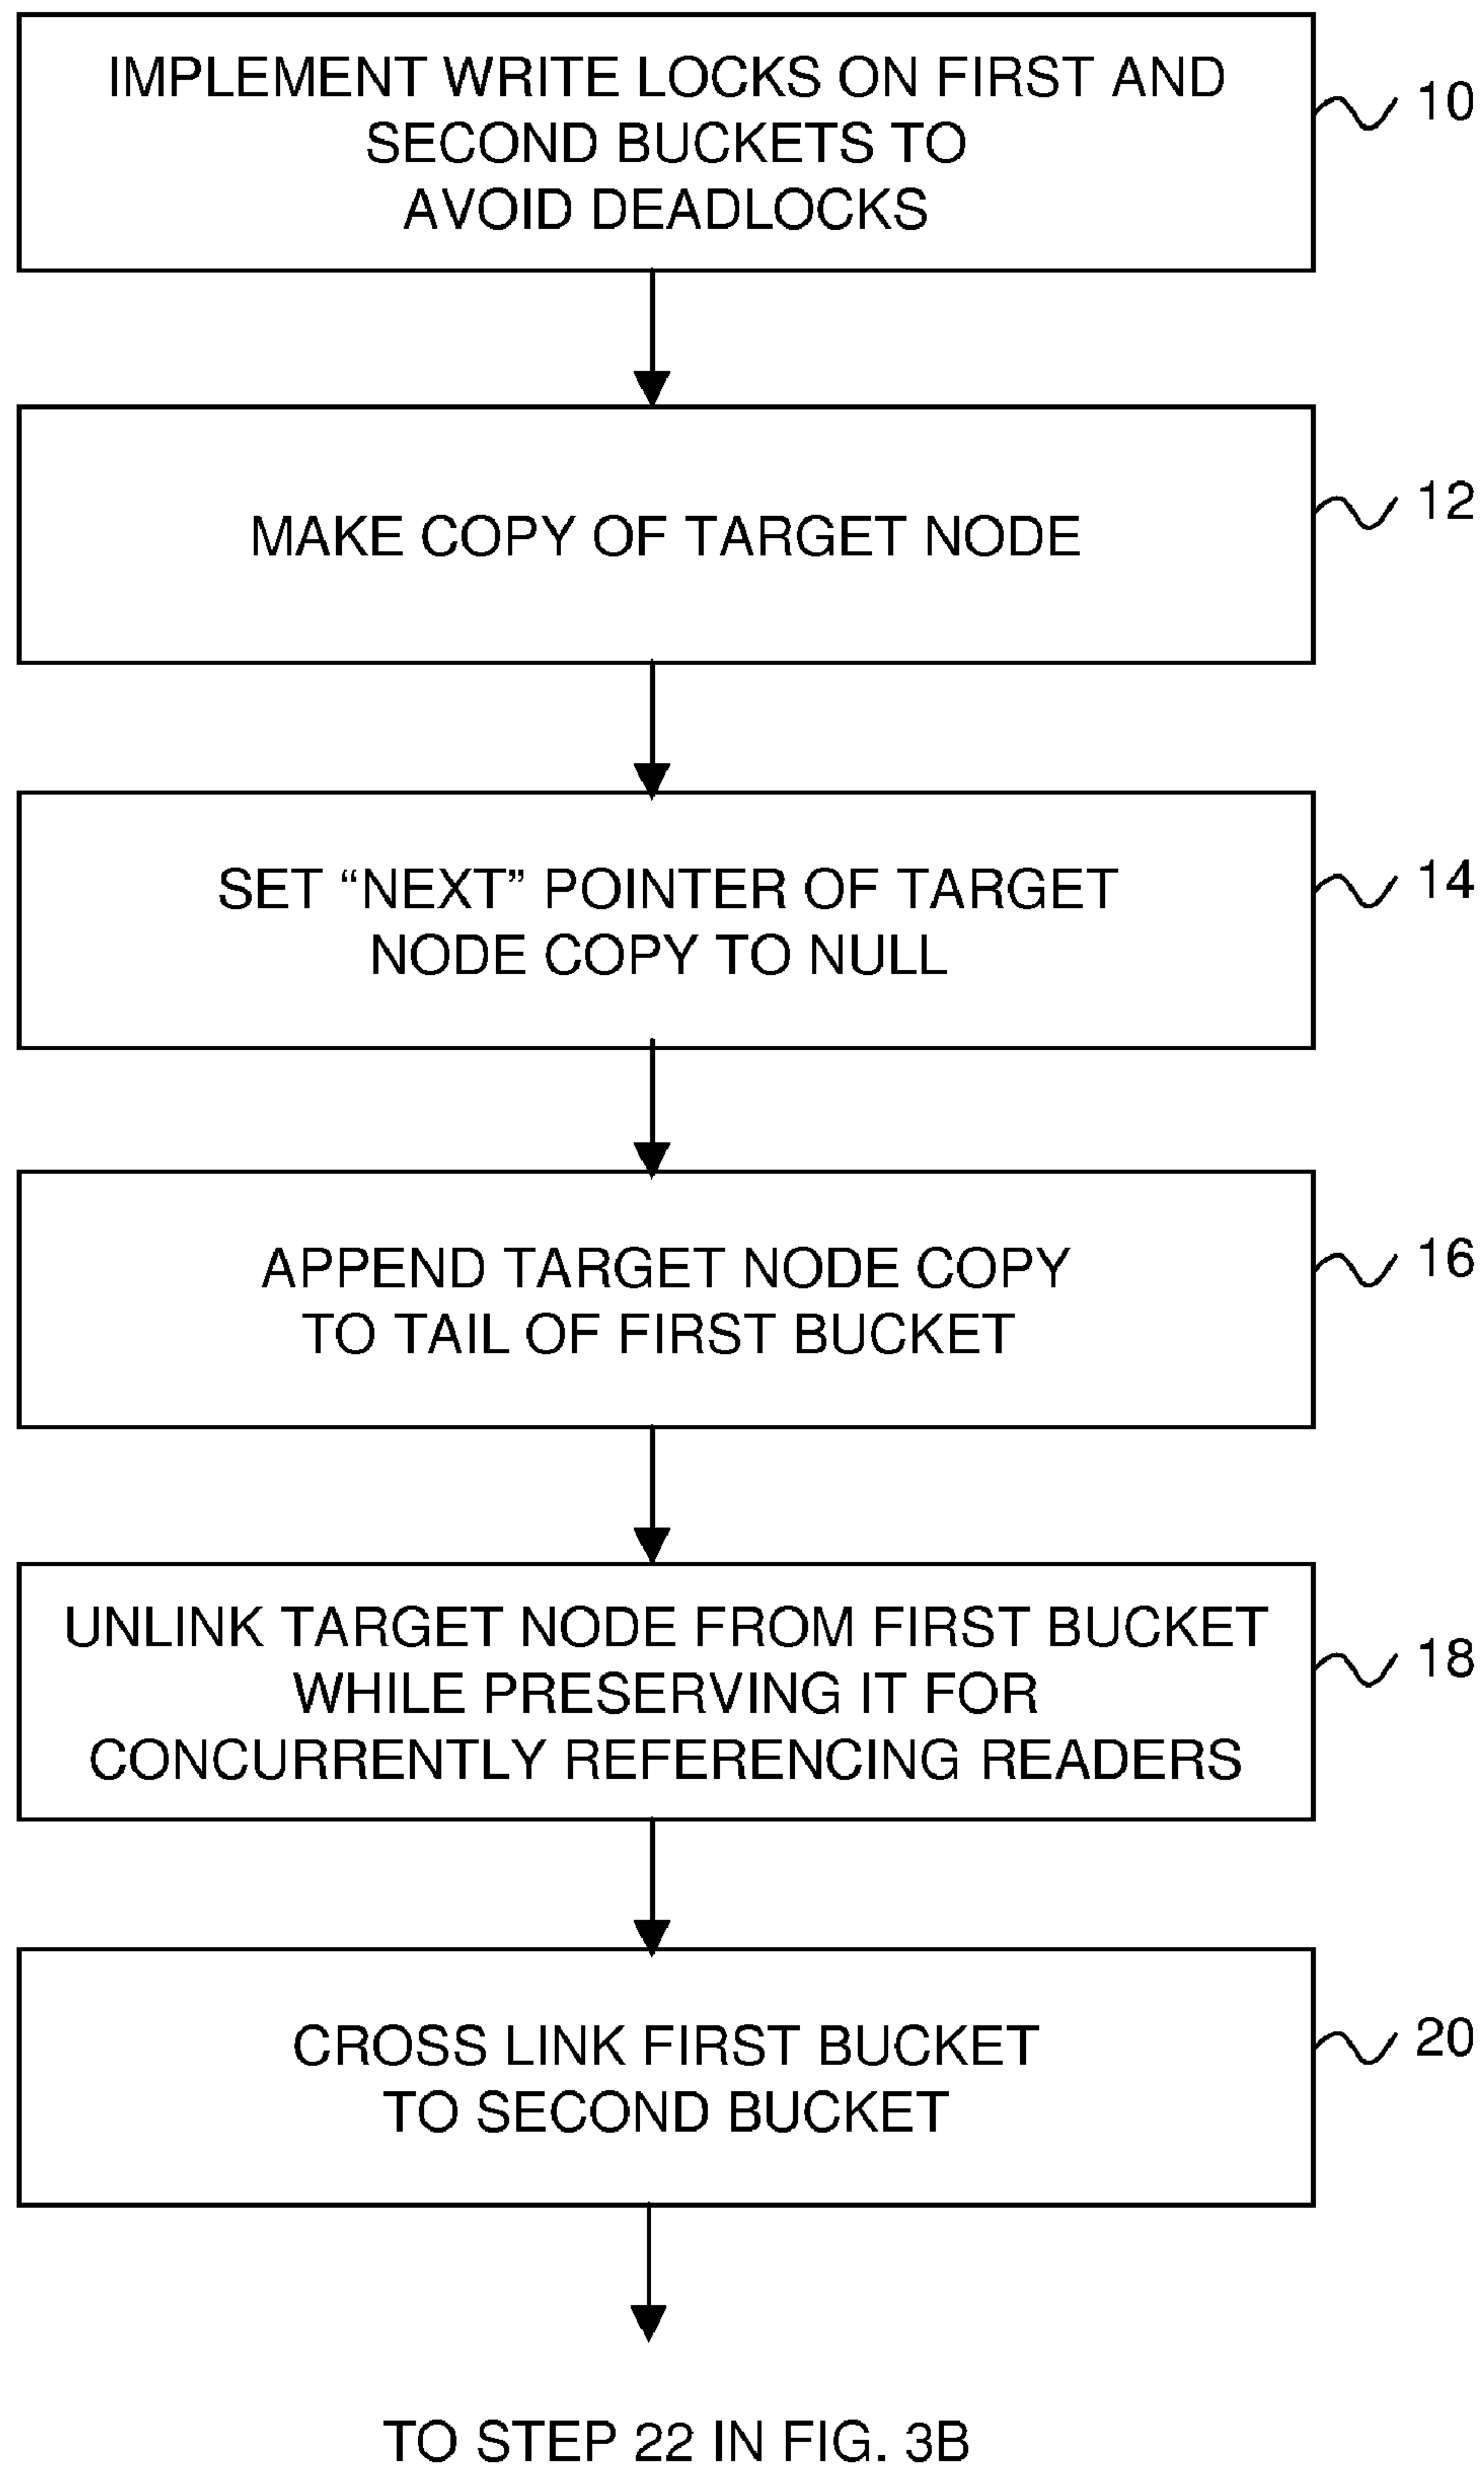 IMPLEMENT WRITE LOCKS ON FIRST AND
SECOND BUCKETS TO
AVOID DEADLOCKS
10
MAKE COPY OF TARGET NODE
12
SET “NEXT” POINTER OF TARGET
NODE COPY TO NULL
14
APPEND TARGET NODE COPY
TO TAIL OF FIRST BUCKET
16
UNLINK TARGET NODE FROM FIRST BUCKET
WHILE PRESERVING IT FOR
CONCURRENTLY REFERENCING READERS
18
CROSS LINK FIRST BUCKET
TO SECOND BUCKET
20
TO STEP 22 IN FIG. 3B